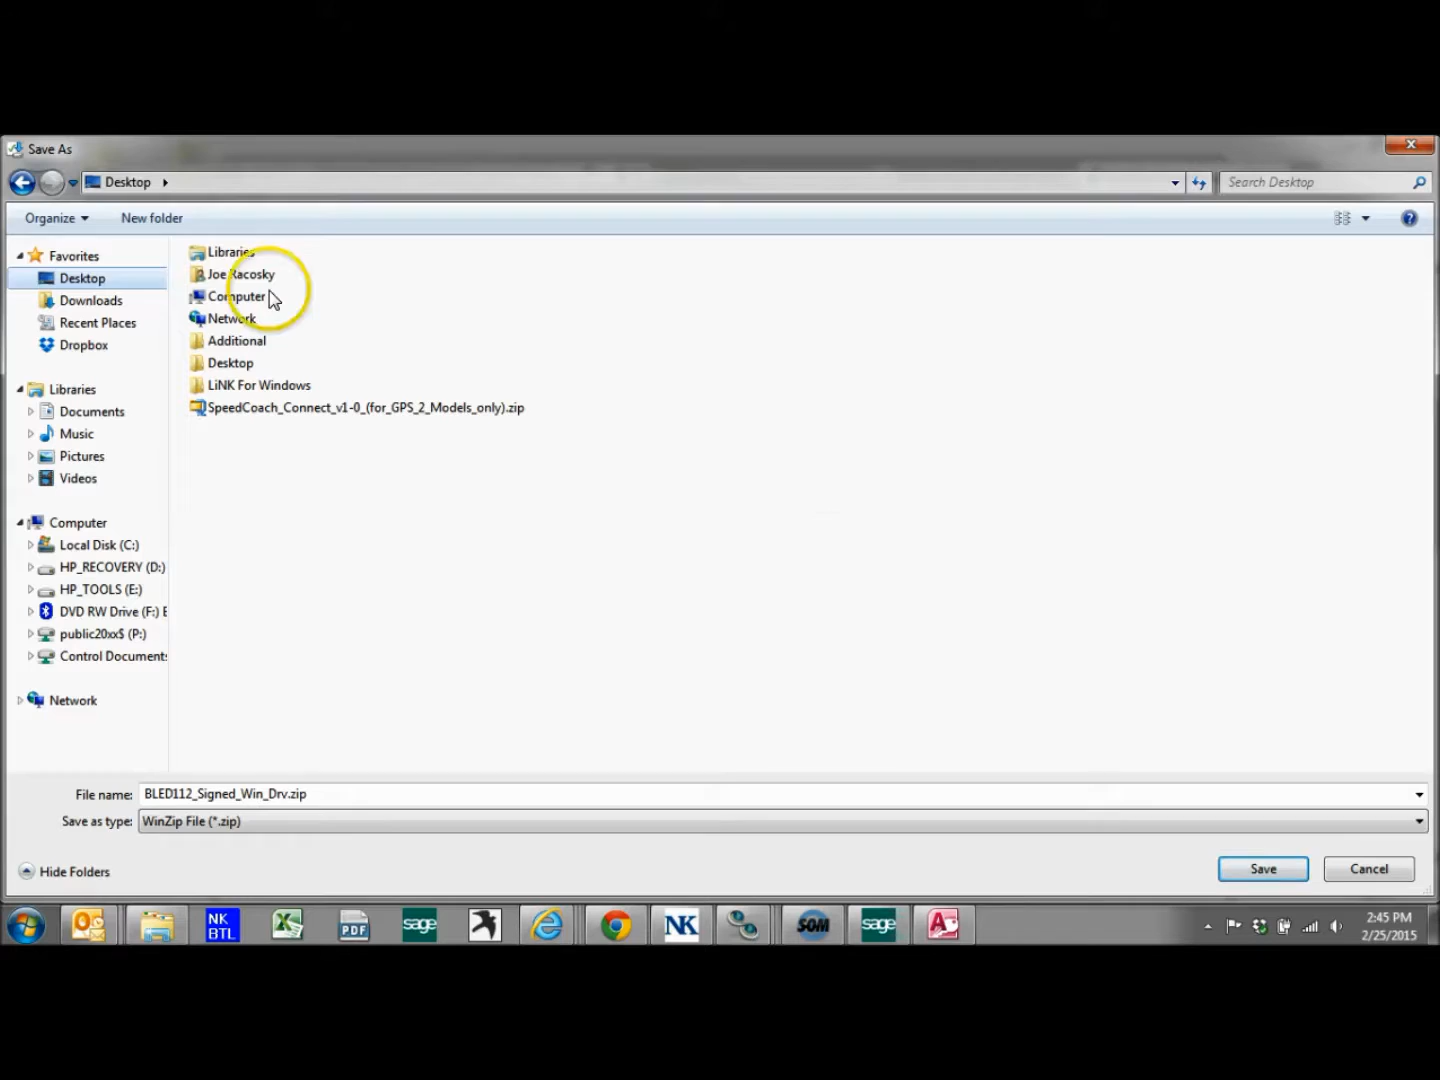 Save As
Desktop
Search Desktop
Organize
New folder
Favorites
Desktop
Downloads
Recent Places
Dropbox
Libraries
Documents
Music
Pictures
Videos
Computer
Local Disk (C:)
HP_RECOVERY (D:)
HP_TOOLS (E:)
DVD RW Drive (F:) E
public20xx$ (P:)
Control Documents
Network
Libraries
Joe Racosky
Computer
Network
Additional
Desktop
LiNK For Windows
SpeedCoach_Connect_v1-0_(for_GPS_2_Models_only).zip
File name: BLED112_Signed_Win_Drv.zip
Save as type: WinZip File (*.zip)
Hide Folders
Save
Cancel
NK BTL
PDF
sage
NK
SOM
sage
2:45 PM
2/25/2015